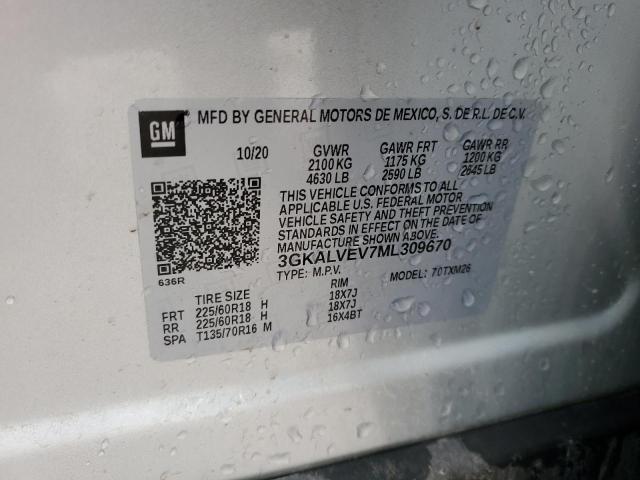 GM
MFD BY GENERAL MOTORS DE MEXICO, S. DE R.L. DE C.V.
10/20 GVWR GAWR FRT GAWR RR
2100 KG 1175 KG 1200 KG
4630 LB 2590 LB 2645 LB
THIS VEHICLE CONFORMS TO ALL
APPLICABLE U.S. FEDERAL MOTOR
VEHICLE SAFETY AND THEFT PREVENTION
STANDARDS IN EFFECT ON THE DATE OF
MANUFACTURE SHOWN ABOVE.
3GKALVEV7ML309670
636R TYPE: M.P.V. MODEL: 70TXM26
TIRE SIZE RIM
FRT 225/60R18 H 18X7J
RR 225/60R18 H 18X7J
SPA T135/70R16 M 16X4BT